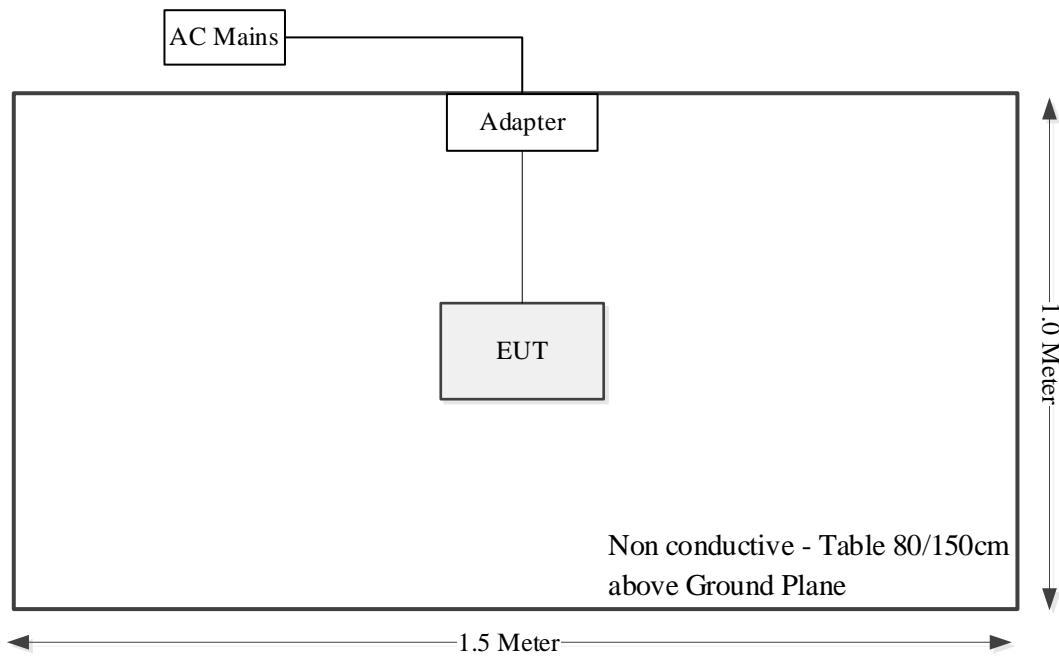 AC Mains
Adapter
EUT
1.0 Meter
Non conductive - Table 80/150cm
above Ground Plane
1.5 Meter